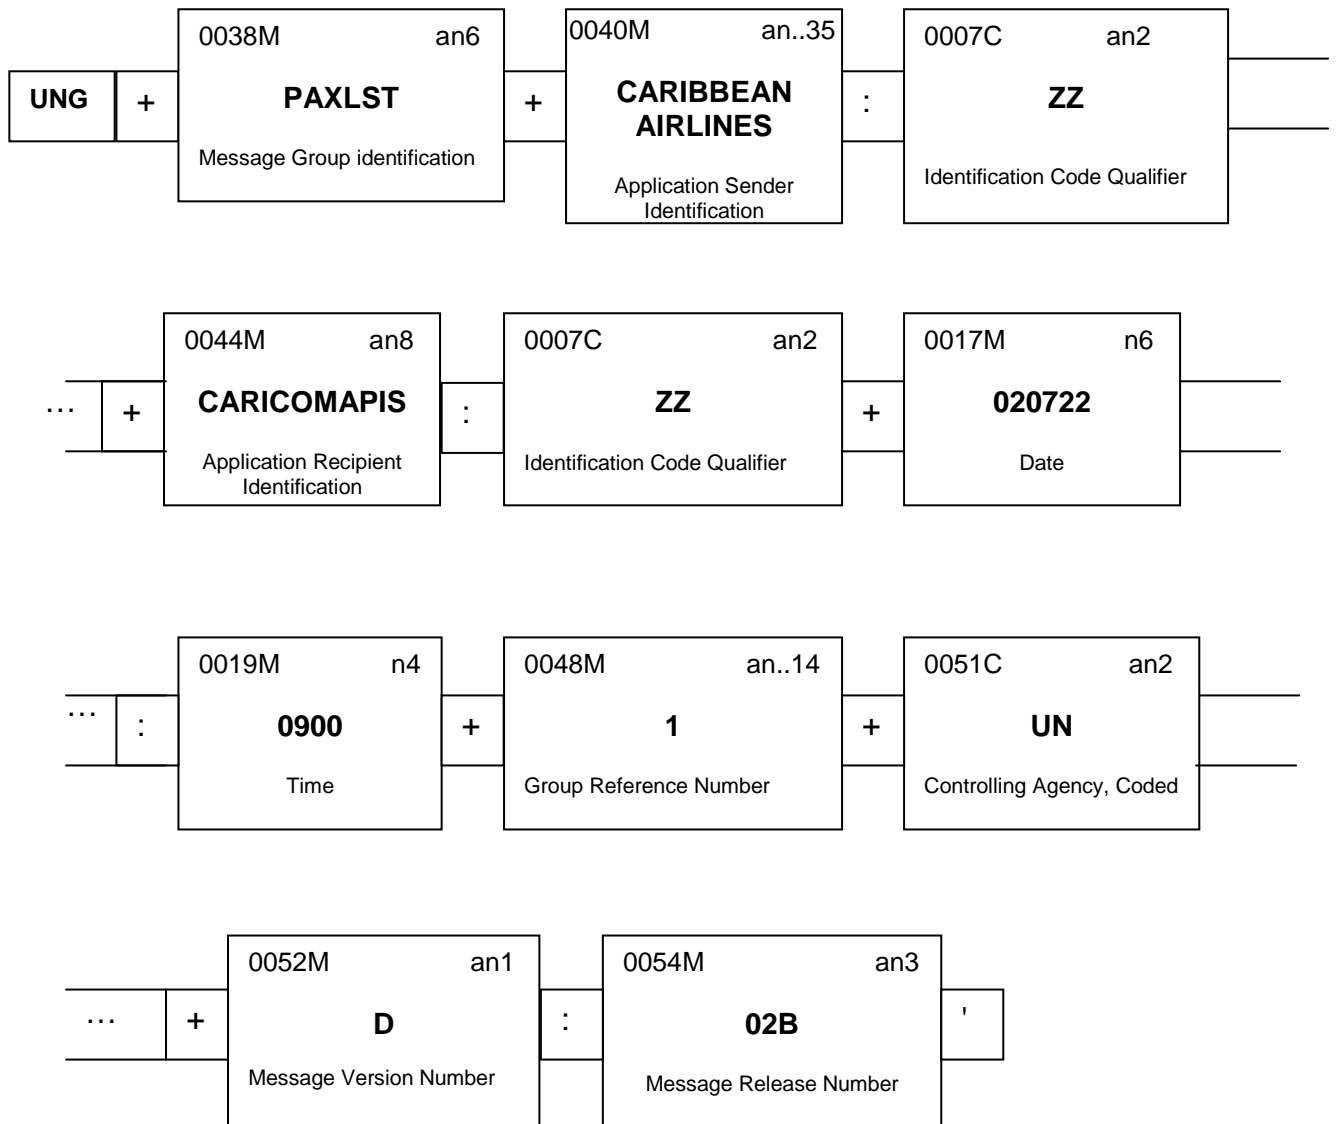 0038M an6 0040M an..35 0007C an2
UNG + PAXLST + CARIBBEAN AIRLINES : ZZ
Message Group identification
Application Sender Identification
Identification Code Qualifier
0044M an8 0007C an2 0017M n6
... + CARICOMAPIS : ZZ + 020722
Application Recipient Identification
Identification Code Qualifier
Date
0019M n4 0048M an..14 0051C an2
... : 0900 + 1 + UN
Time
Group Reference Number
Controlling Agency, Coded
0052M an1 0054M an3
... + D : 02B '
Message Version Number
Message Release Number